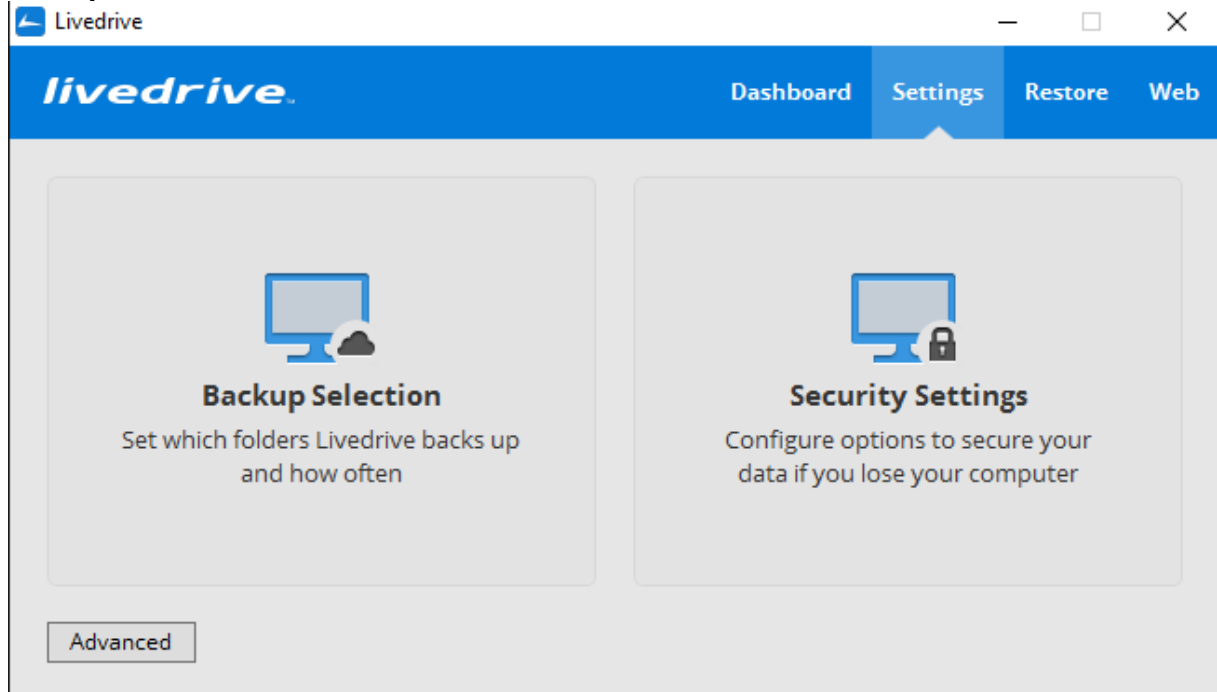 Livedrive
livedrive
Dashboard Settings Restore Web
Backup Selection
Set which folders Livedrive backs up
and how often
Security Settings
Configure options to secure your
data if you lose your computer
Advanced